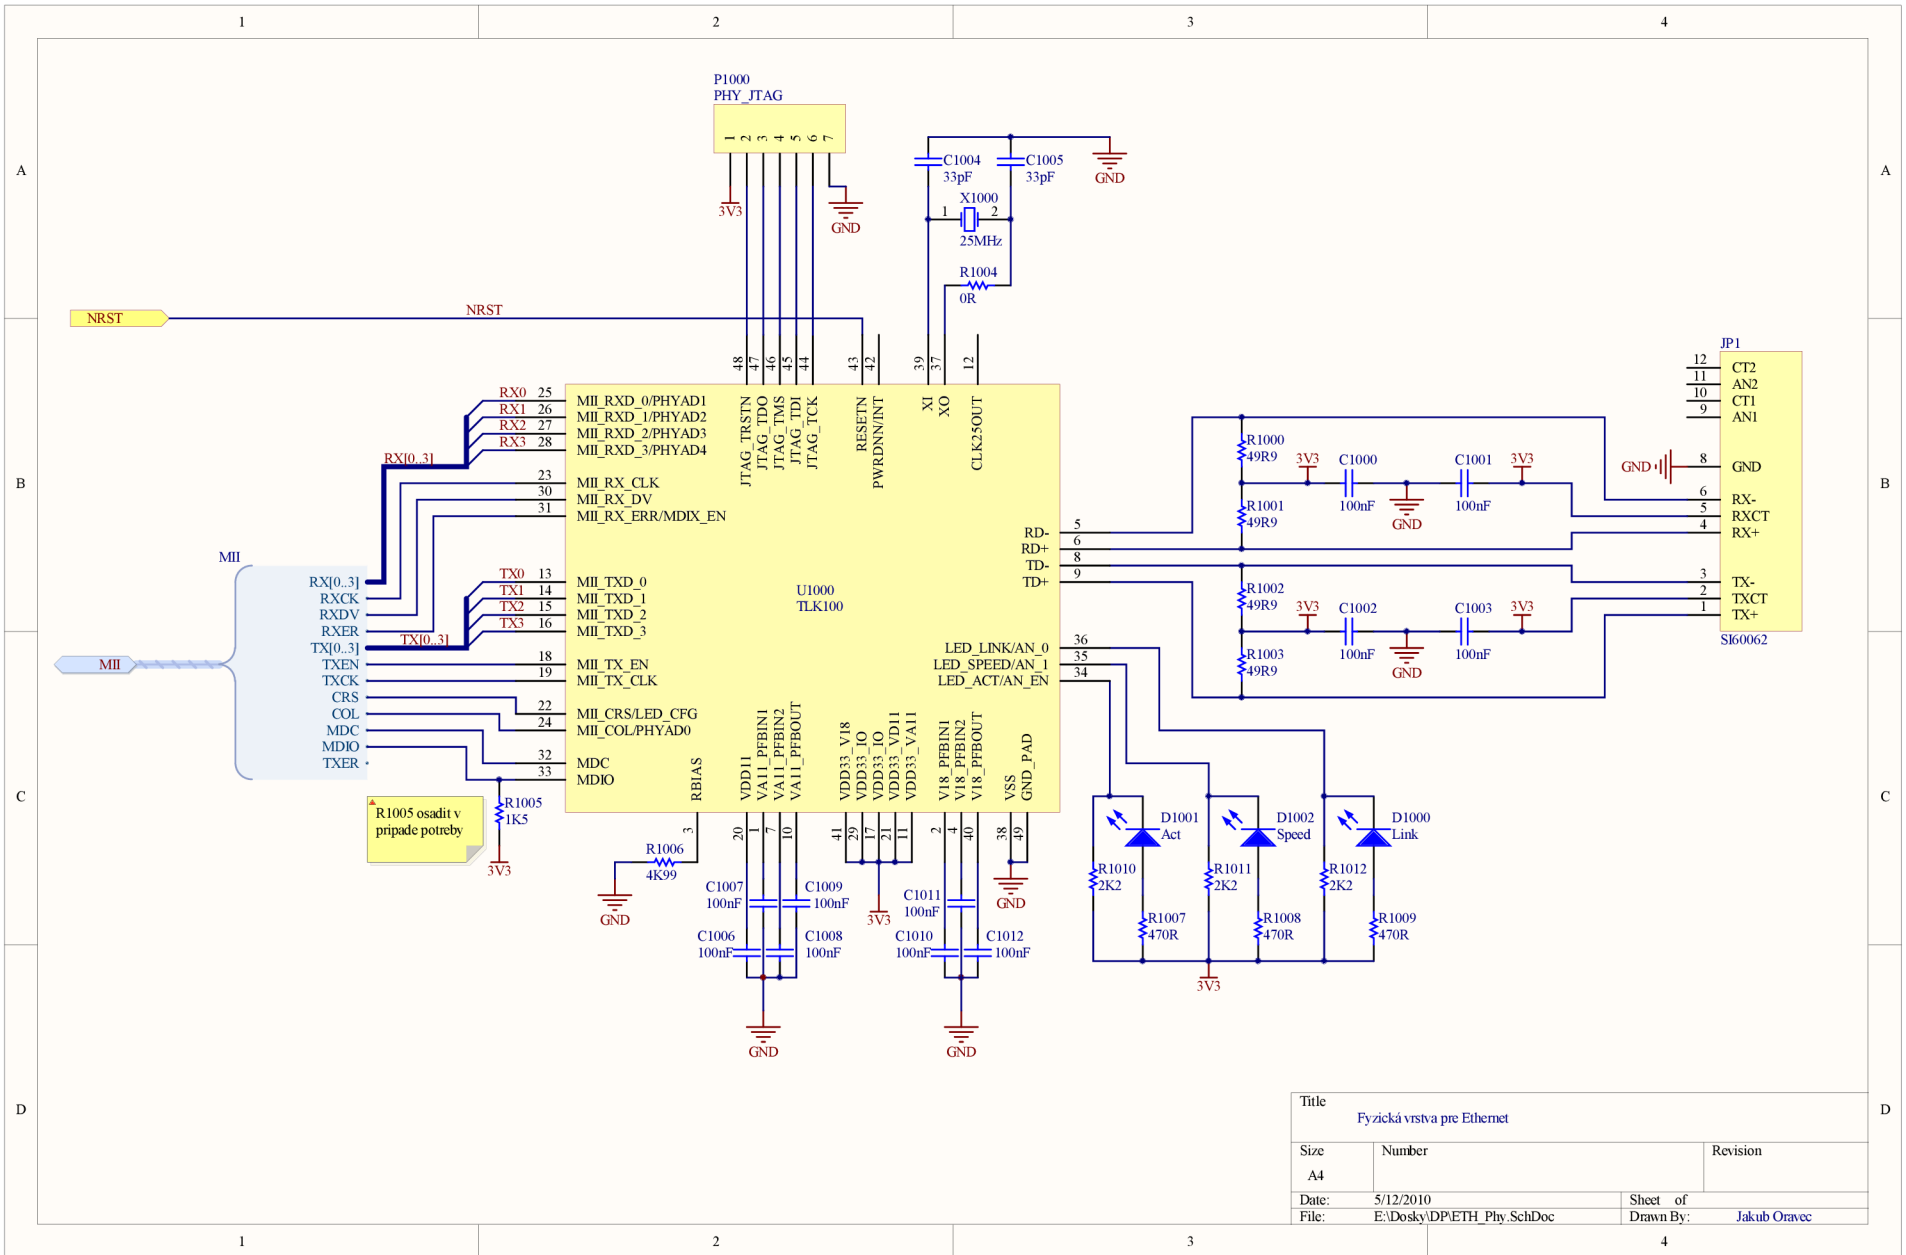 1
2
3
4
A
A
P1000
PHY_JTAG
1
2
3
4
5
6
7
3V3
GND
C1004
33pF
C1005
33pF
GND
X1000
1
2
25MHz
R1004
0R
NRST
NRST
48
47
46
45
44
43
42
39
37
12
JTAG_TRSTN
JTAG_TDO
JTAG_TMS
JTAG_TDI
JTAG_TCK
RESETN
PWRDNN/INT
XI
XO
CLK25OUT
B
B
RX0 25 MII_RXD_0/PHYAD1
RX1 26 MII_RXD_1/PHYAD2
RX2 27 MII_RXD_2/PHYAD3
RX3 28 MII_RXD_3/PHYAD4
RX[0..3]
23 MII_RX_CLK
30 MII_RX_DV
31 MII_RX_ERR/MDIX_EN
TX0 13 MII_TXD_0
TX1 14 MII_TXD_1
TX2 15 MII_TXD_2
TX3 16 MII_TXD_3
TX[0..3]
18 MII_TX_EN
19 MII_TX_CLK
22 MII_CRS/LED_CFG
24 MII_COL/PHYAD0
32 MDC
33 MDIO
MII
MII
RX[0..3]
RXCK
RXDV
RXER
TX[0..3]
TXEN
TXCK
CRS
COL
MDC
MDIO
TXER
U1000
TLK100
RD- 5
RD+ 6
TD- 8
TD+ 9
LED_LINK/AN_0 36
LED_SPEED/AN_1 35
LED_ACT/AN_EN 34
R1000
49R9
R1001
49R9
3V3
C1000
100nF
GND
C1001
100nF
3V3
R1002
49R9
R1003
49R9
3V3
C1002
100nF
GND
C1003
100nF
3V3
JP1
12 CT2
11 AN2
10 CT1
9 AN1
GND 8 GND
6 RX-
5 RXCT
4 RX+
3 TX-
2 TXCT
1 TX+
SI60062
C
C
R1005 osadit v
pripade potreby
R1005
1K5
3V3
RBIAS
VDD11
VA11_PFBIN1
VA11_PFBIN2
VA11_PFBOUT
VDD33_V18
VDD33_IO
VDD33_IO
VDD33_VD11
VDD33_VA11
V18_PFBIN1
V18_PFBIN2
V18_PFBOUT
VSS
GND_PAD
3
20
1
7
10
41
29
17
21
11
2
4
40
38
49
R1006
4K99
GND
C1007
100nF
C1009
100nF
C1006
100nF
C1008
100nF
GND
3V3
C1011
100nF
C1010
100nF
C1012
100nF
GND
GND
D1001
Act
D1002
Speed
D1000
Link
R1010
2K2
R1011
2K2
R1012
2K2
R1007
470R
R1008
470R
R1009
470R
3V3
D
D
Title
Fyzická vrstva pre Ethernet
Size
Number
Revision
A4
Date: 5/12/2010 Sheet of
File: E:\Dosky\DP\ETH_Phy.SchDoc Drawn By: Jakub Oravec
1
2
3
4